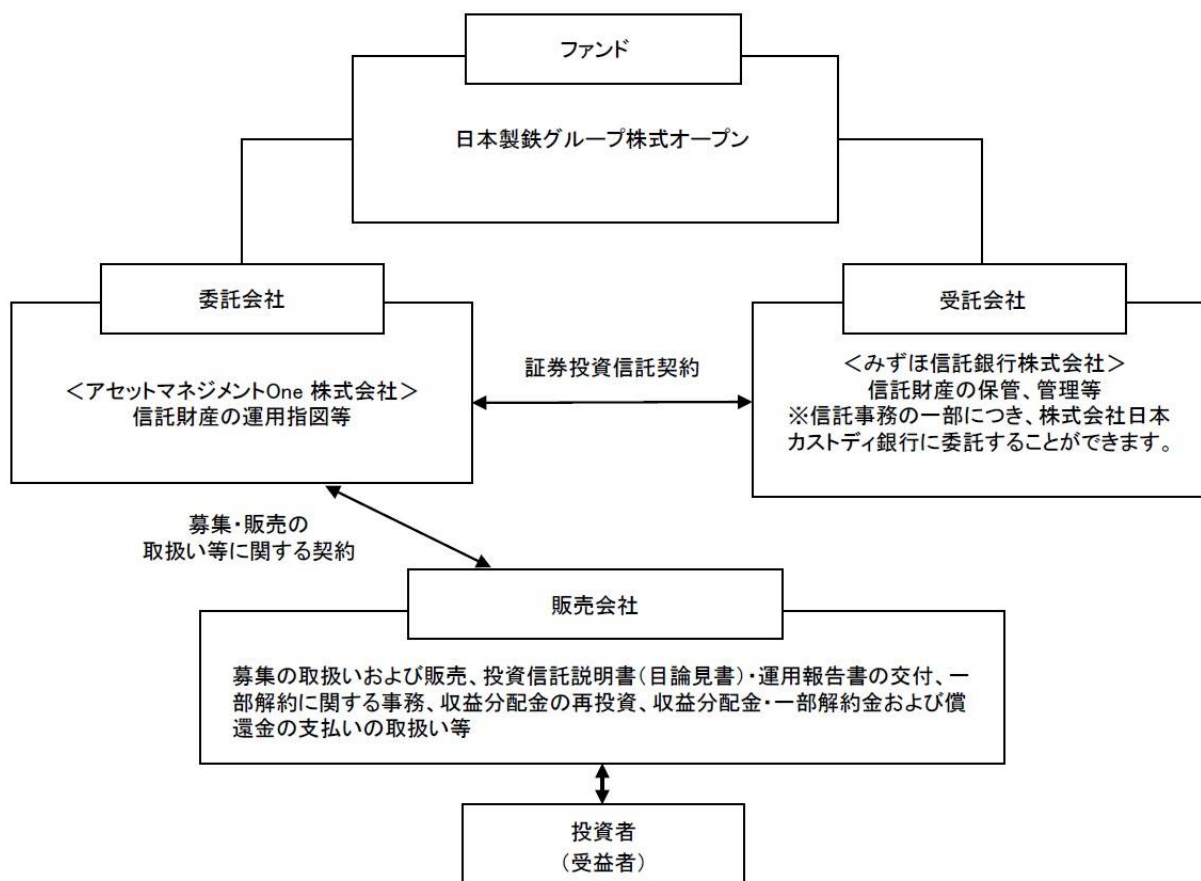 ファンド
日本製鉄グループ株式オープン
委託会社
<アセットマネジメントOne 株式会社>
信託財産の運用指図等
証券投資信託契約
受託会社
<みずほ信託銀行株式会社>
信託財産の保管、管理等
※信託事務の一部につき、株式会社日本
カストディ銀行に委託することができます。
募集・販売の
取扱い等に関する契約
販売会社
募集の取扱いおよび販売、投資信託説明書(目論見書)・運用報告書の交付、一
部解約に関する事務、収益分配金の再投資、収益分配金・一部解約金および償
還金の支払いの取扱い等
投資者
(受益者)